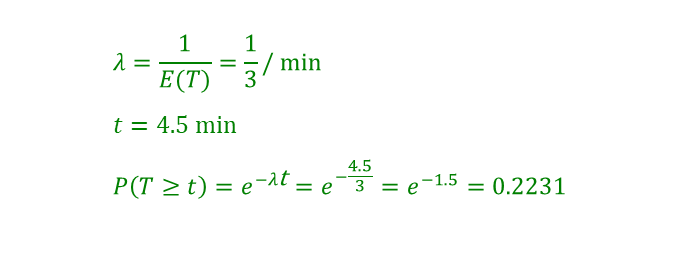 λ = 1/E(T) = 1/3 / min
t = 4.5 min
P(T ≥ t) = e^{-λt} = e^{-4.5/3} = e^{-1.5} = 0.2231